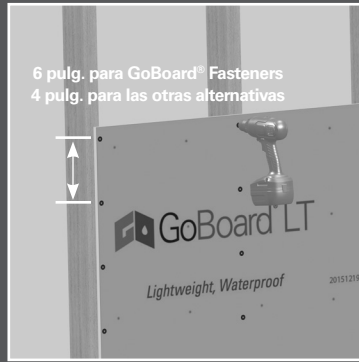 6 pulg. para GoBoard® Fasteners
4 pulg. para las otras alternativas
GoBoard LT
Lightweight, Waterproof
20151219